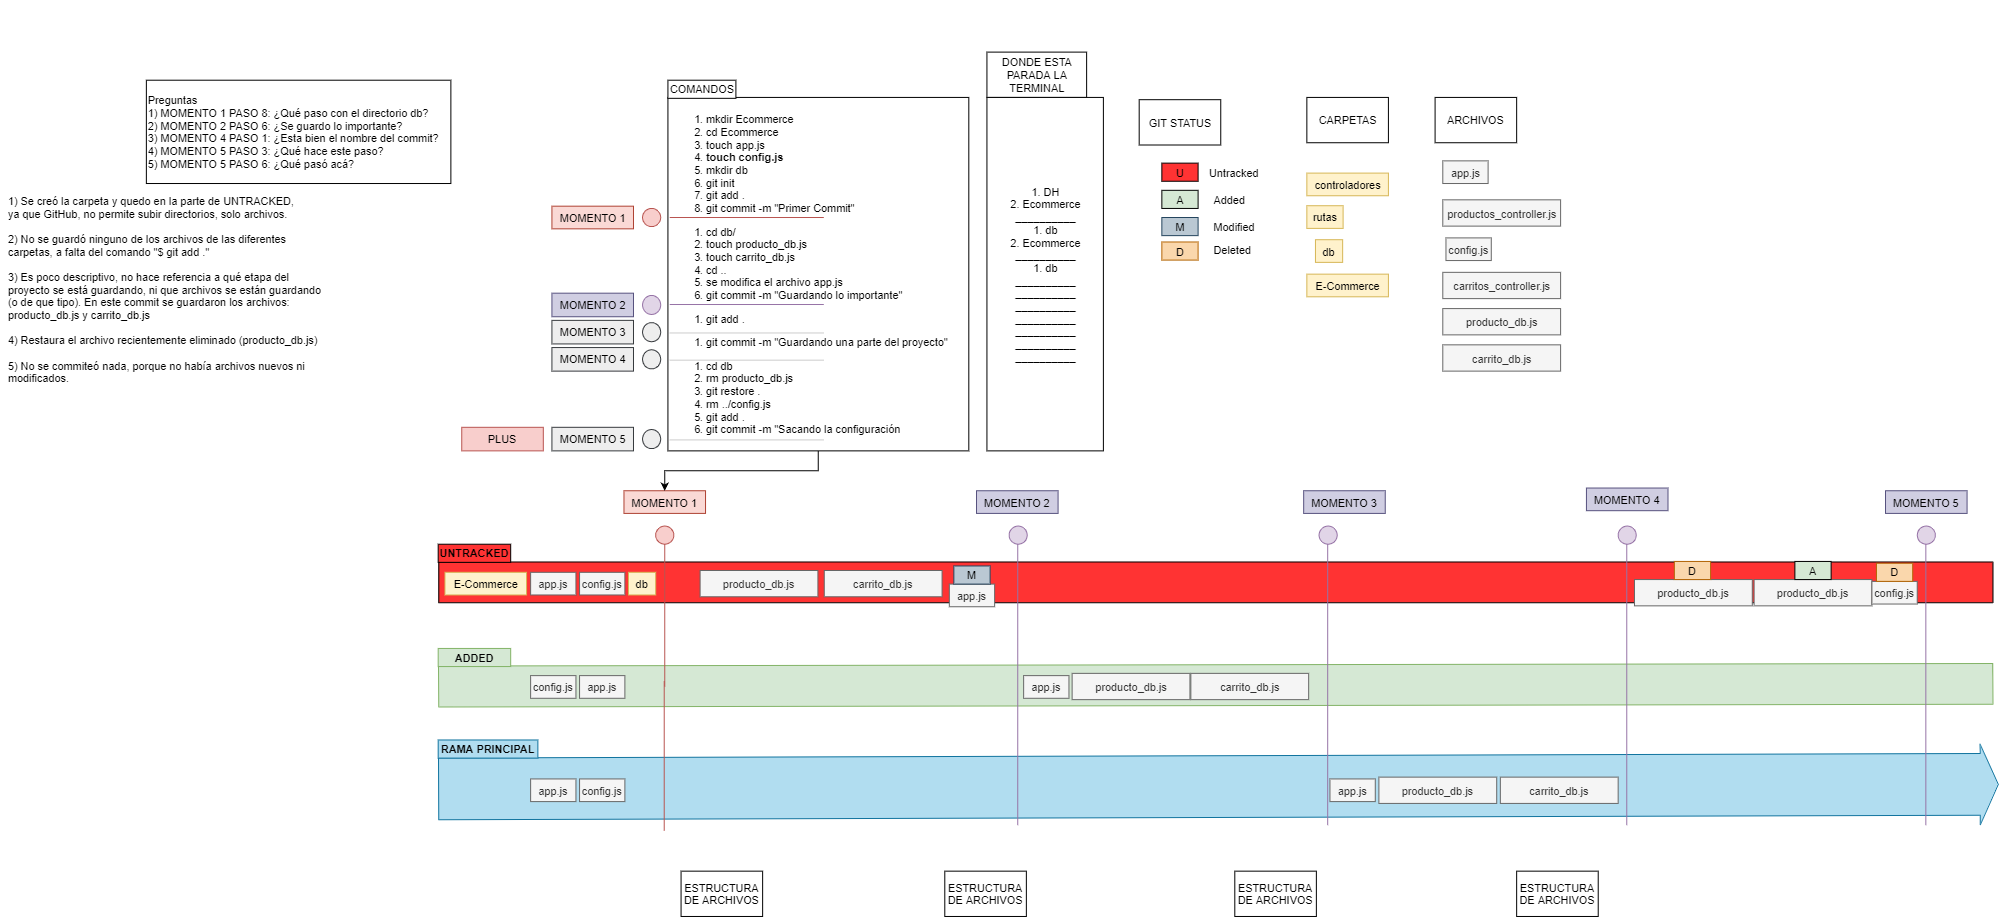 Preguntas
1) MOMENTO 1 PASO 8: ¿Qué paso con el directorio db?
2) MOMENTO 2 PASO 6: ¿Se guardo lo importante?
3) MOMENTO 4 PASO 1: ¿Esta bien el nombre del commit?
4) MOMENTO 5 PASO 3: ¿Qué hace este paso?
5) MOMENTO 5 PASO 6: ¿Qué pasó acá?
1) Se creó la carpeta y quedo en la parte de UNTRACKED,
ya que GitHub, no permite subir directorios, solo archivos.
2) No se guardó ninguno de los archivos de las diferentes
carpetas, a falta del comando "$ git add ."
3) Es poco descriptivo, no hace referencia a qué etapa del
proyecto se está guardando, ni que archivos se están guardando
(o de que tipo). En este commit se guardaron los archivos:
producto_db.js y carrito_db.js
4) Restaura el archivo recientemente eliminado (producto_db.js)
5) No se commiteó nada, porque no había archivos nuevos ni
modificados.
COMANDOS
1. mkdir Ecommerce
2. cd Ecommerce
3. touch app.js
4. touch config.js
5. mkdir db
6. git init
7. git add .
8. git commit -m "Primer Commit"
MOMENTO 1
1. cd db/
2. touch producto_db.js
3. touch carrito_db.js
4. cd ..
5. se modifica el archivo app.js
6. git commit -m "Guardando lo importante"
MOMENTO 2
1. git add .
MOMENTO 3
1. git commit -m "Guardando una parte del proyecto"
MOMENTO 4
1. cd db
2. rm producto_db.js
3. git restore .
4. rm ../config.js
5. git add .
6. git commit -m "Sacando la configuración
PLUS
MOMENTO 5
DONDE ESTA
PARADA LA
TERMINAL
1. DH
2. Ecommerce
__________
1. db
2. Ecommerce
__________
1. db
__________
__________
__________
__________
__________
__________
__________
GIT STATUS
U Untracked
A Added
M Modified
D Deleted
CARPETAS
controladores
rutas
db
E-Commerce
ARCHIVOS
app.js
productos_controller.js
config.js
carritos_controller.js
producto_db.js
carrito_db.js
MOMENTO 1
MOMENTO 2
MOMENTO 3
MOMENTO 4
MOMENTO 5
UNTRACKED
E-Commerce
app.js
config.js
db
producto_db.js
carrito_db.js
M
app.js
D
producto_db.js
A
producto_db.js
D
config.js
ADDED
config.js
app.js
app.js
producto_db.js
carrito_db.js
RAMA PRINCIPAL
app.js
config.js
app.js
producto_db.js
carrito_db.js
ESTRUCTURA
DE ARCHIVOS
ESTRUCTURA
DE ARCHIVOS
ESTRUCTURA
DE ARCHIVOS
ESTRUCTURA
DE ARCHIVOS